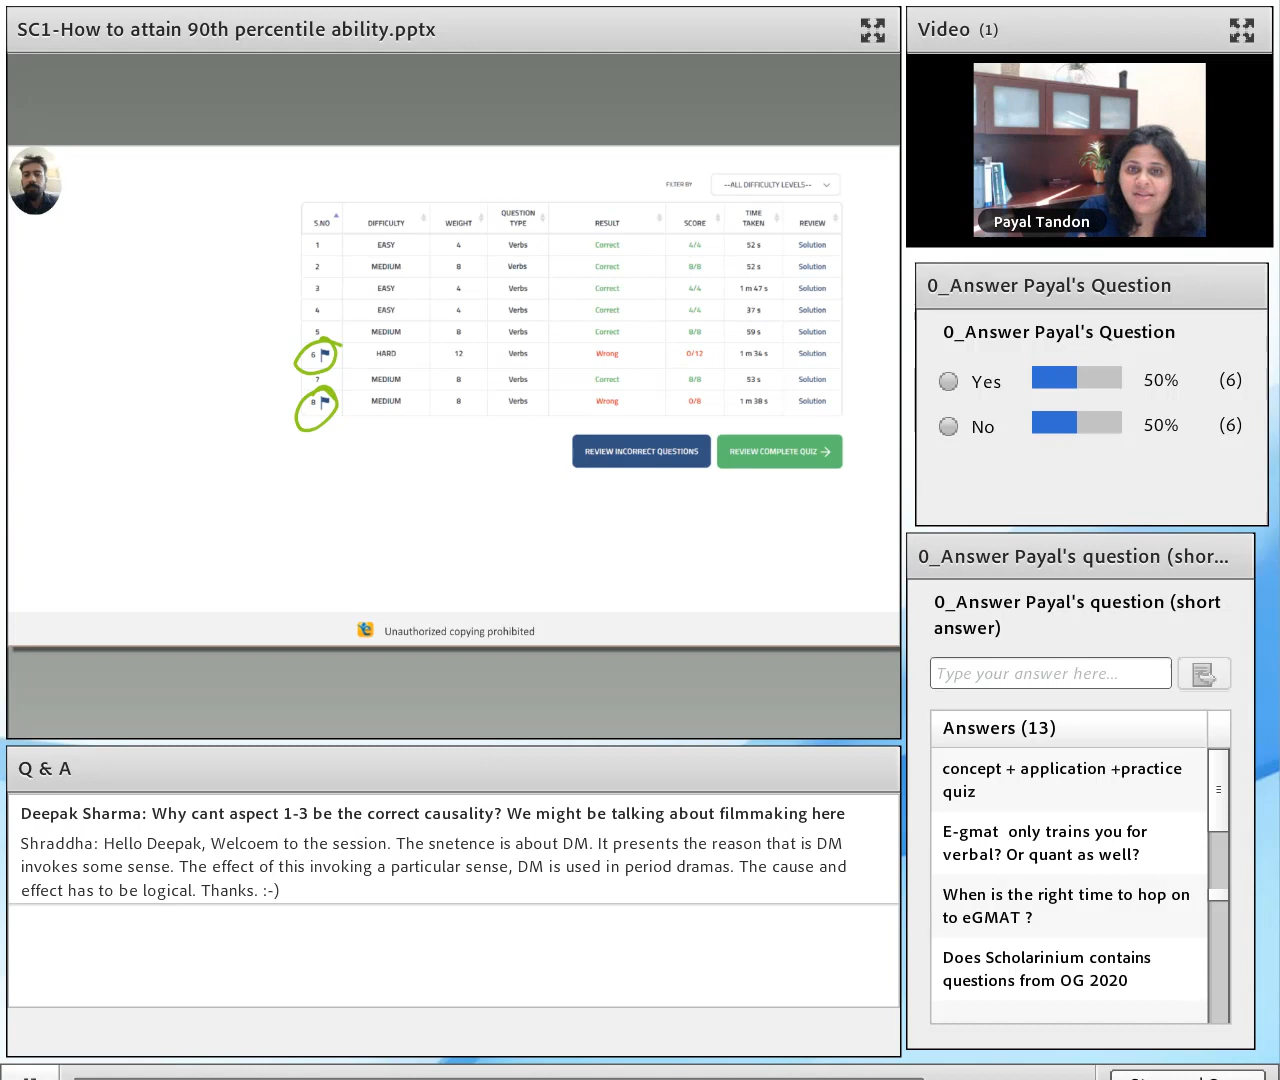 SC1-How to attain 90th percentile ability.pptx
FILTER BY --ALL DIFFICULTY LEVELS--
S.NO DIFFICULTY WEIGHT QUESTION TYPE RESULT SCORE TIME TAKEN REVIEW
1 EASY 4 Verbs Correct 4/4 52 s Solution
2 MEDIUM 8 Verbs Correct 8/8 52 s Solution
3 EASY 4 Verbs Correct 4/4 1 m 47 s Solution
4 EASY 4 Verbs Correct 4/4 37 s Solution
5 MEDIUM 8 Verbs Correct 8/8 59 s Solution
6 HARD 12 Verbs Wrong 0/12 1 m 34 s Solution
7 MEDIUM 8 Verbs Correct 8/8 53 s Solution
8 MEDIUM 8 Verbs Wrong 0/8 1 m 38 s Solution
REVIEW INCORRECT QUESTIONS REVIEW COMPLETE QUIZ
Unauthorized copying prohibited
Q & A
Deepak Sharma: Why cant aspect 1-3 be the correct causality? We might be talking about filmmaking here
Shraddha: Hello Deepak, Welcoem to the session. The snetence is about DM. It presents the reason that is DM
invokes some sense. The effect of this invoking a particular sense, DM is used in period dramas. The cause and
effect has to be logical. Thanks. :-)
Video (1)
Payal Tandon
0_Answer Payal's Question
0_Answer Payal's Question
Yes 50% (6)
No 50% (6)
0_Answer Payal's question (shor...
0_Answer Payal's question (short
answer)
Type your answer here...
Answers (13)
concept + application +practice
quiz
E-gmat only trains you for
verbal? Or quant as well?
When is the right time to hop on
to eGMAT ?
Does Scholarinium contains
questions from OG 2020